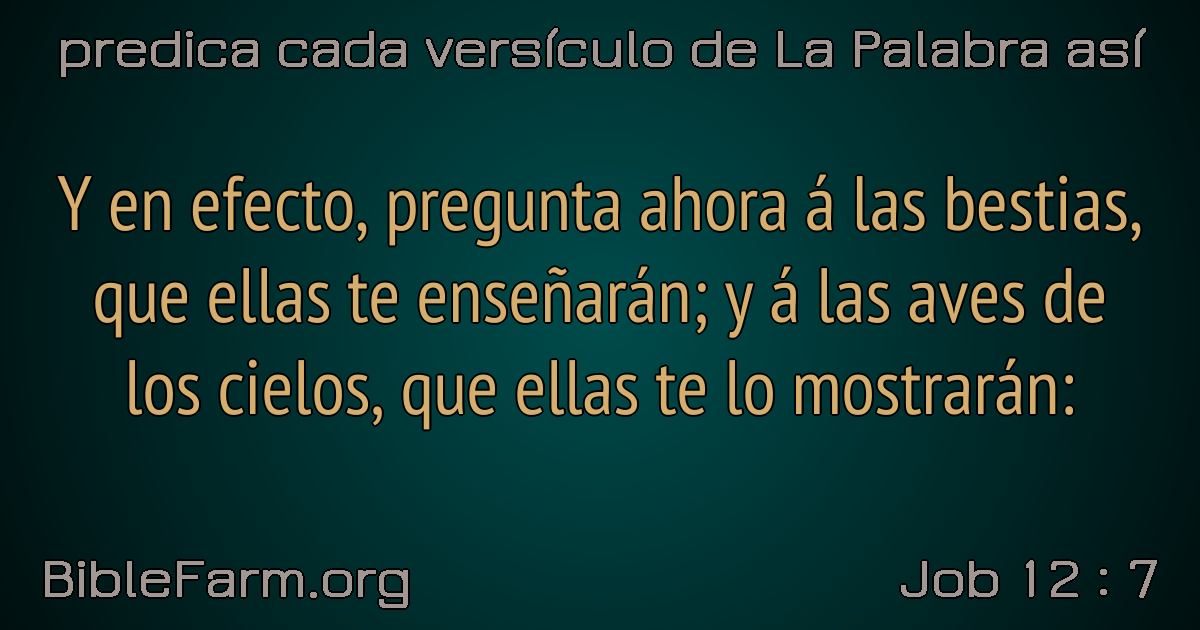 predica cada versículo de La Palabra así
Y en efecto, pregunta ahora á las bestias,
que ellas te enseñarán; y á las aves de
los cielos, que ellas te lo mostrarán:
BibleFarm.org
Job 12 : 7